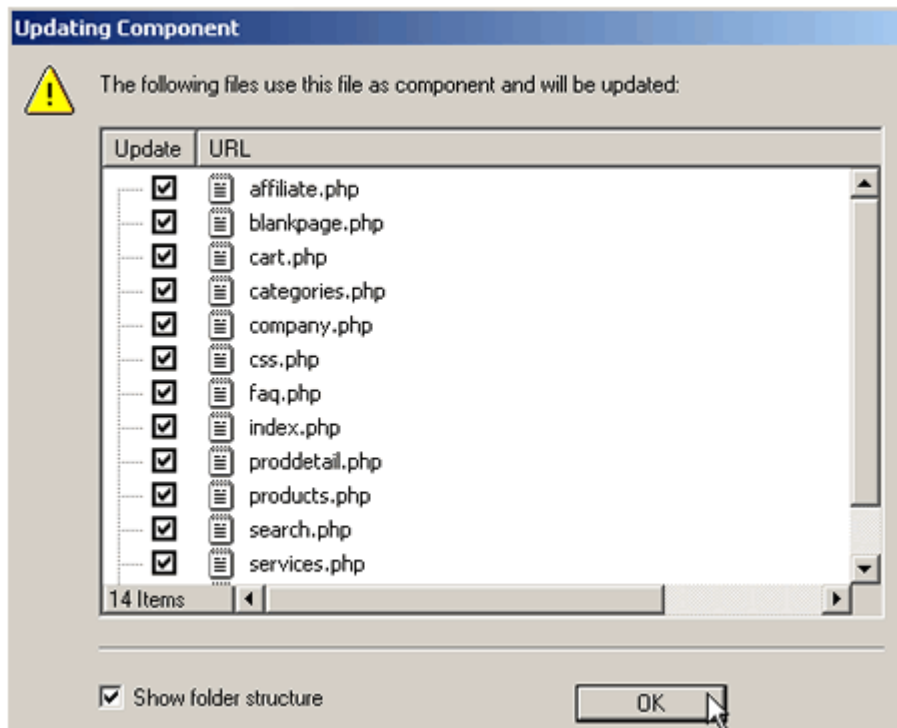 Updating Component
The following files use this file as component and will be updated:
Update URL
affiliate.php
blankpage.php
cart.php
categories.php
company.php
css.php
faq.php
index.php
proddetail.php
products.php
search.php
services.php
14 Items
Show folder structure
OK